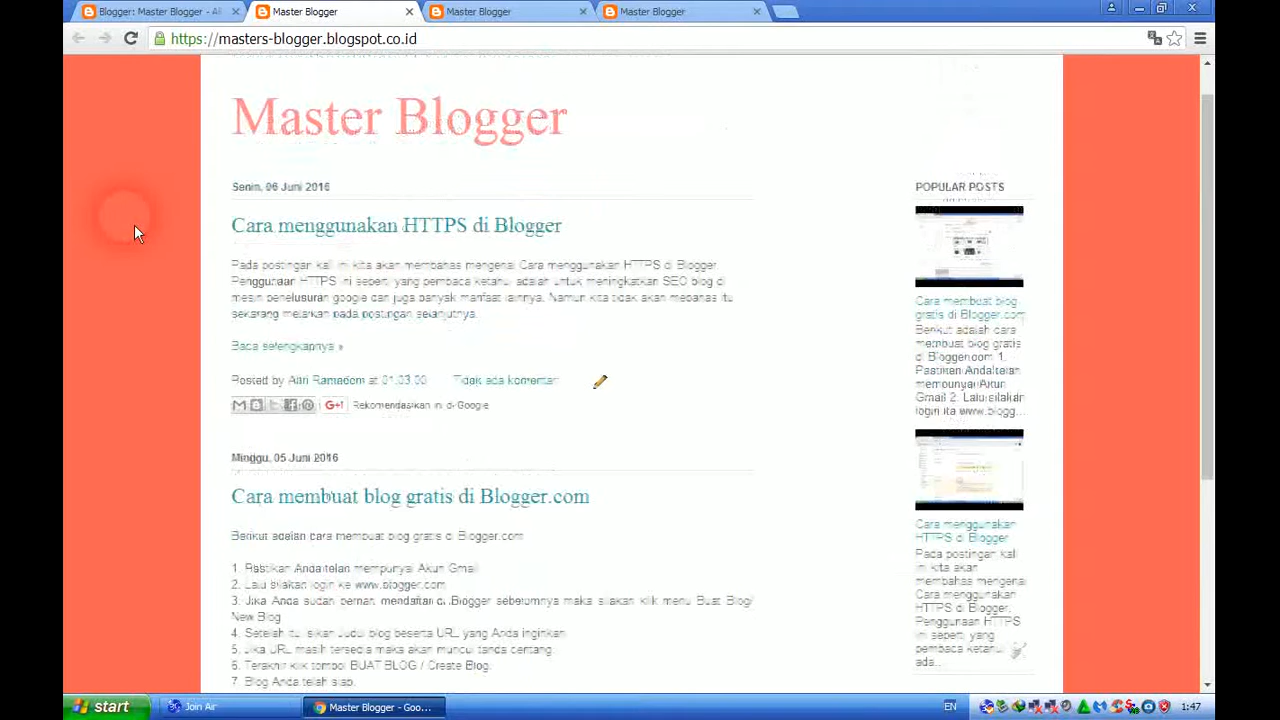 Blogger: Master Blogger - Al
Master Blogger
Master Blogger
Master Blogger
https://masters-blogger.blogspot.co.id
Master Blogger
Senin, 06 Juni 2016
Cara menggunakan HTTPS di Blogger
Pada postingan kali ini kita akan membahas mengenai Cara menggunakan HTTPS di Blogger.
Penggunaan HTTPS ini seperti yang pembaca ketahui adalah untuk meningkatkan SEO blog di
mesin penelusuran google dan juga banyak manfaat lainnya. Namun kita tidak akan membahas itu
sekarang melainkan pada postingan selanjutnya.
Baca selengkapnya »
Posted by Ramadom at 01.03.00 Tidak ada komentar:
G+1 Rekomendasikan ini di Google
Minggu, 05 Juni 2016
Cara membuat blog gratis di Blogger.com
Berikut adalah cara membuat blog gratis di Blogger.com
1. Pastikan Anda telah mempunyai Akun Gmail
2. Lalu silakan login ke www.blogger.com
3. Jika Anda sudah pernah mendaftar di Blogger sebelumnya maka silakan klik menu Buat Blog/
New Blog
4. Setelah itu, isikan Judul blog beserta URL yang Anda inginkan
5. Jika URL masih tersedia maka akan muncul tanda centang.
6. Terakhir klik tombol BUAT BLOG / Create Blog.
7. Blog Anda telah siap.
POPULAR POSTS
Cara membuat blog
gratis di Blogger.com
Berikut adalah cara
membuat blog gratis
di Blogger.com 1.
Pastikan Anda telah
mempunyai Akun
Gmail 2. Lalu silakan
login ke www.blogg...
Cara menggunakan
HTTPS di Blogger
Pada postingan kali
ini kita akan
membahas mengenai
Cara menggunakan
HTTPS di Blogger.
Penggunaan HTTPS
ini seperti yang
pembaca ketahui
ada...
start
Join Air
Master Blogger - Goo...
EN
1:47